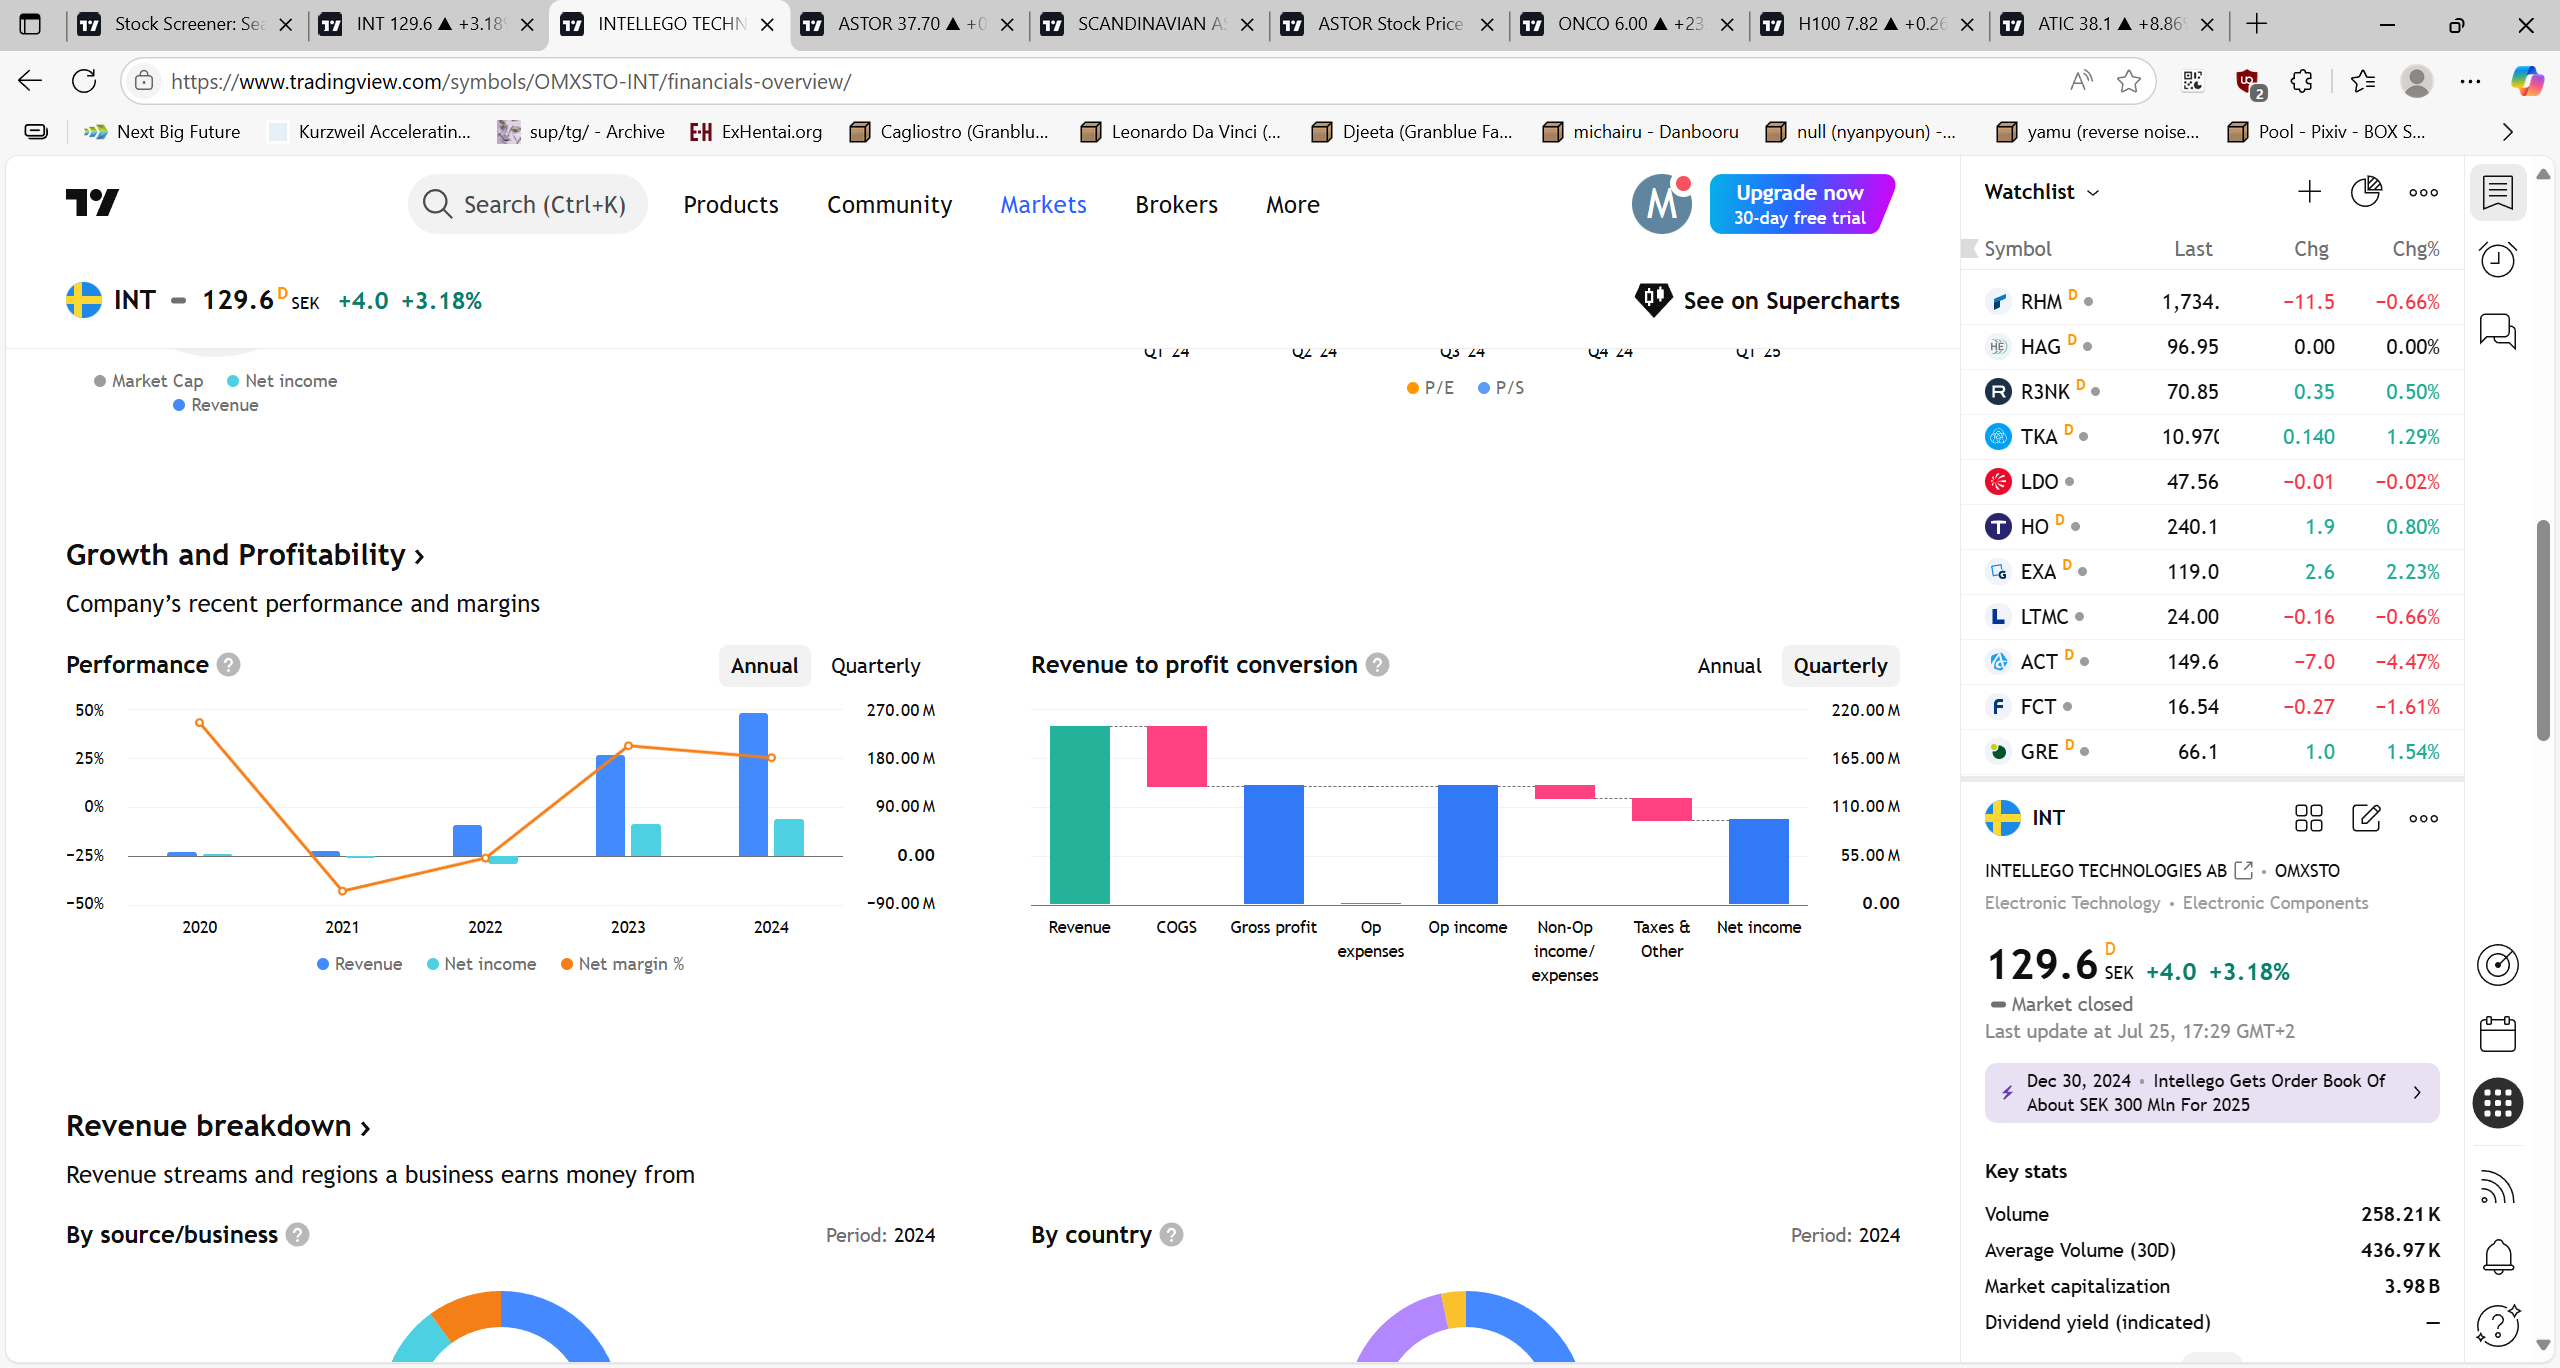 Stock Screener: Sea
INT 129.6 ▲ +3.18%
INTELLEGO TECHN
ASTOR 37.70 ▲ +0
SCANDINAVIAN AS
ASTOR Stock Price
ONCO 6.00 ▲ +23.
H100 7.82 ▲ +0.26
ATIC 38.1 ▲ +8.86%
https://www.tradingview.com/symbols/OMXSTO-INT/financials-overview/
2
Next Big Future
Kurzweil Acceleratin...
sup/tg/ - Archive
E-H ExHentai.org
Cagliostro (Granblu...
Leonardo Da Vinci (...
Djeeta (Granblue Fa...
michairu - Danbooru
null (nyanpyoun) -...
yamu (reverse noise...
Pool - Pixiv - BOX S...
Search (Ctrl+K)
Products
Community
Markets
Brokers
More
M
Upgrade now
30-day free trial
INT 129.6 D SEK +4.0 +3.18%
See on Supercharts
Market Cap Net income
Revenue
Q1 '24 Q2 '24 Q3 '24 Q4 '24 Q1 '25
P/E P/S
Growth and Profitability ›
Company’s recent performance and margins
Performance ? Annual Quarterly
50% 270.00 M
25% 180.00 M
0% 90.00 M
−25% 0.00
−50% −90.00 M
2020 2021 2022 2023 2024
Revenue Net income Net margin %
Revenue to profit conversion ? Annual Quarterly
220.00 M
165.00 M
110.00 M
55.00 M
0.00
Revenue COGS Gross profit Op expenses Op income Non-Op income/ expenses Taxes & Other Net income
Revenue breakdown ›
Revenue streams and regions a business earns money from
By source/business ? Period: 2024
By country ? Period: 2024
Watchlist
Symbol Last Chg Chg%
RHM D 1,734. −11.5 −0.66%
HAG D 96.95 0.00 0.00%
R3NK D 70.85 0.35 0.50%
TKA D 10.970 0.140 1.29%
LDO 47.56 −0.01 −0.02%
HO D 240.1 1.9 0.80%
EXA D 119.0 2.6 2.23%
LTMC 24.00 −0.16 −0.66%
ACT D 149.6 −7.0 −4.47%
FCT 16.54 −0.27 −1.61%
GRE D 66.1 1.0 1.54%
INT
INTELLEGO TECHNOLOGIES AB • OMXSTO
Electronic Technology • Electronic Components
129.6 D SEK +4.0 +3.18%
Market closed
Last update at Jul 25, 17:29 GMT+2
Dec 30, 2024 • Intellego Gets Order Book Of
About SEK 300 Mln For 2025
Key stats
Volume 258.21 K
Average Volume (30D) 436.97 K
Market capitalization 3.98 B
Dividend yield (indicated) —